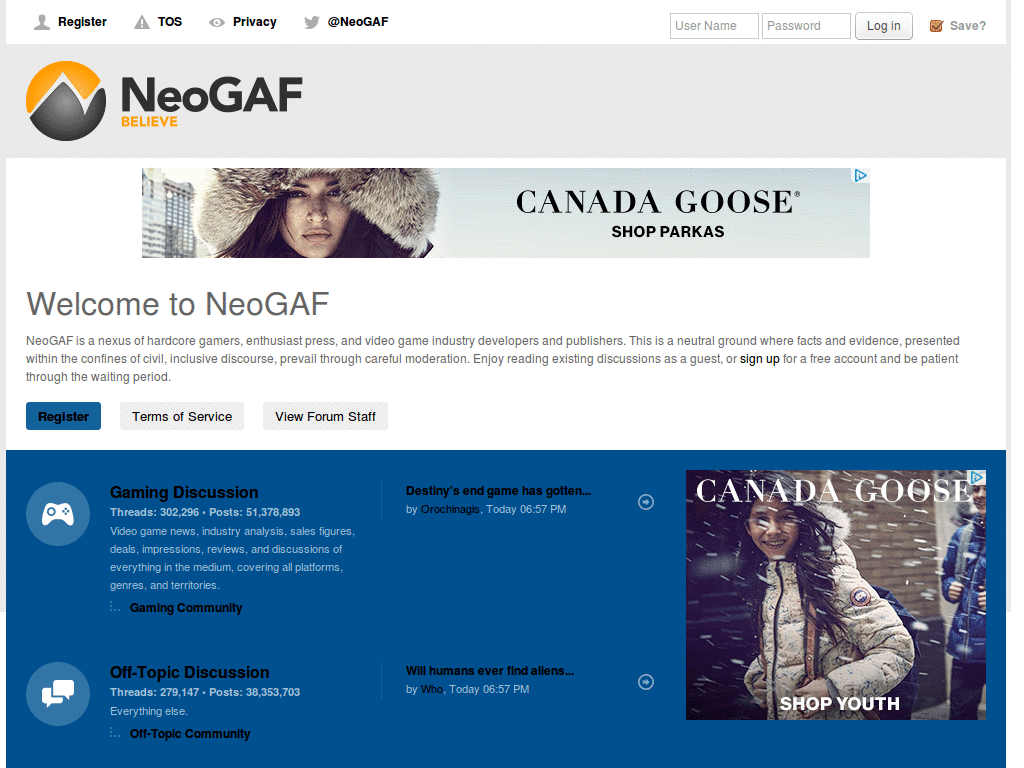 Register TOS Privacy @NeoGAF User Name Password Log in Save?
NeoGAF
BELIEVE
CANADA GOOSE®
SHOP PARKAS
Welcome to NeoGAF
NeoGAF is a nexus of hardcore gamers, enthusiast press, and video game industry developers and publishers. This is a neutral ground where facts and evidence, presented
within the confines of civil, inclusive discourse, prevail through careful moderation. Enjoy reading existing discussions as a guest, or sign up for a free account and be patient
through the waiting period.
Register Terms of Service View Forum Staff
Gaming Discussion
Threads: 302,296 • Posts: 51,378,893
Video game news, industry analysis, sales figures,
deals, impressions, reviews, and discussions of
everything in the medium, covering all platforms,
genres, and territories.
Gaming Community
Destiny's end game has gotten...
by Orochinagis, Today 06:57 PM
Off-Topic Discussion
Threads: 279,147 • Posts: 38,353,703
Everything else.
Off-Topic Community
Will humans ever find aliens...
by Who, Today 06:57 PM
CANADA GOOSE
SHOP YOUTH